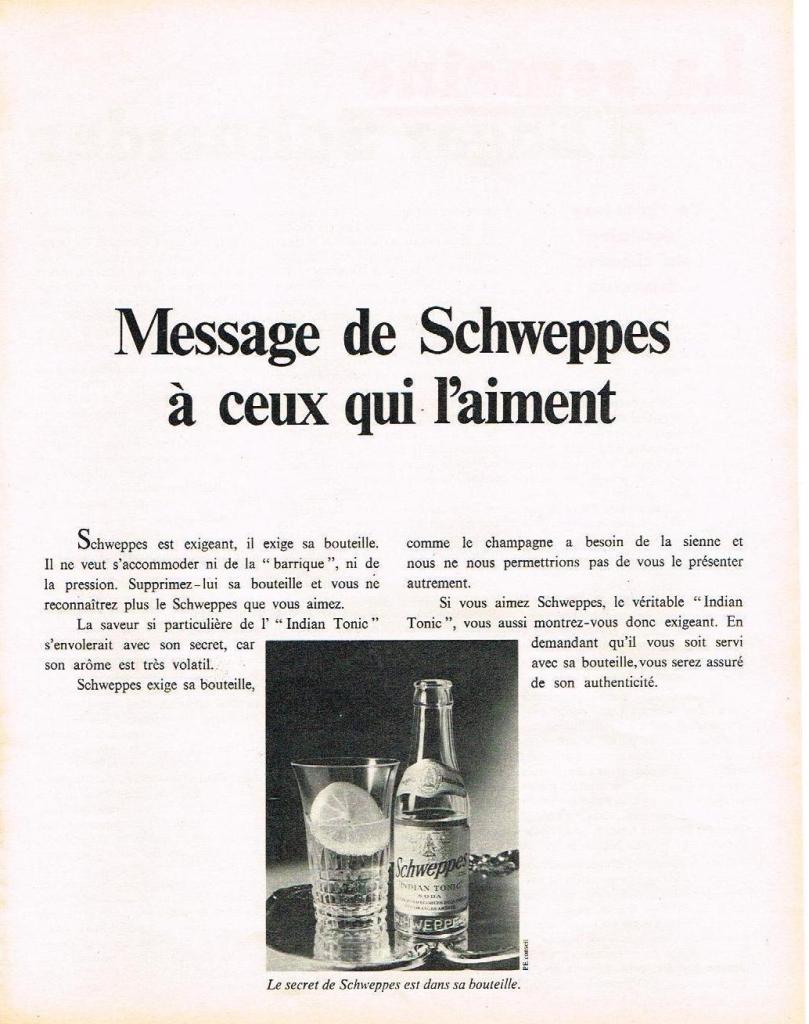 Message de Schweppes
à ceux qui l'aiment
Schweppes est exigeant, il exige sa bouteille.
Il ne veut s'accommoder ni de la "barrique", ni de
la pression. Supprimez-lui sa bouteille et vous ne
reconnaîtrez plus le Schweppes que vous aimez.
La saveur si particulière de l' "Indian Tonic"
s'envolerait avec son secret, car
son arôme est très volatil.
Schweppes exige sa bouteille,
comme le champagne a besoin de la sienne et
nous ne nous permettrions pas de vous le présenter
autrement.
Si vous aimez Schweppes, le véritable "Indian
Tonic", vous aussi montrez-vous donc exigeant. En
demandant qu'il vous soit servi
avec sa bouteille, vous serez assuré
de son authenticité.
Schweppes
INDIAN TONIC
SODA
SCHWEPPES
PE conseil
Le secret de Schweppes est dans sa bouteille.